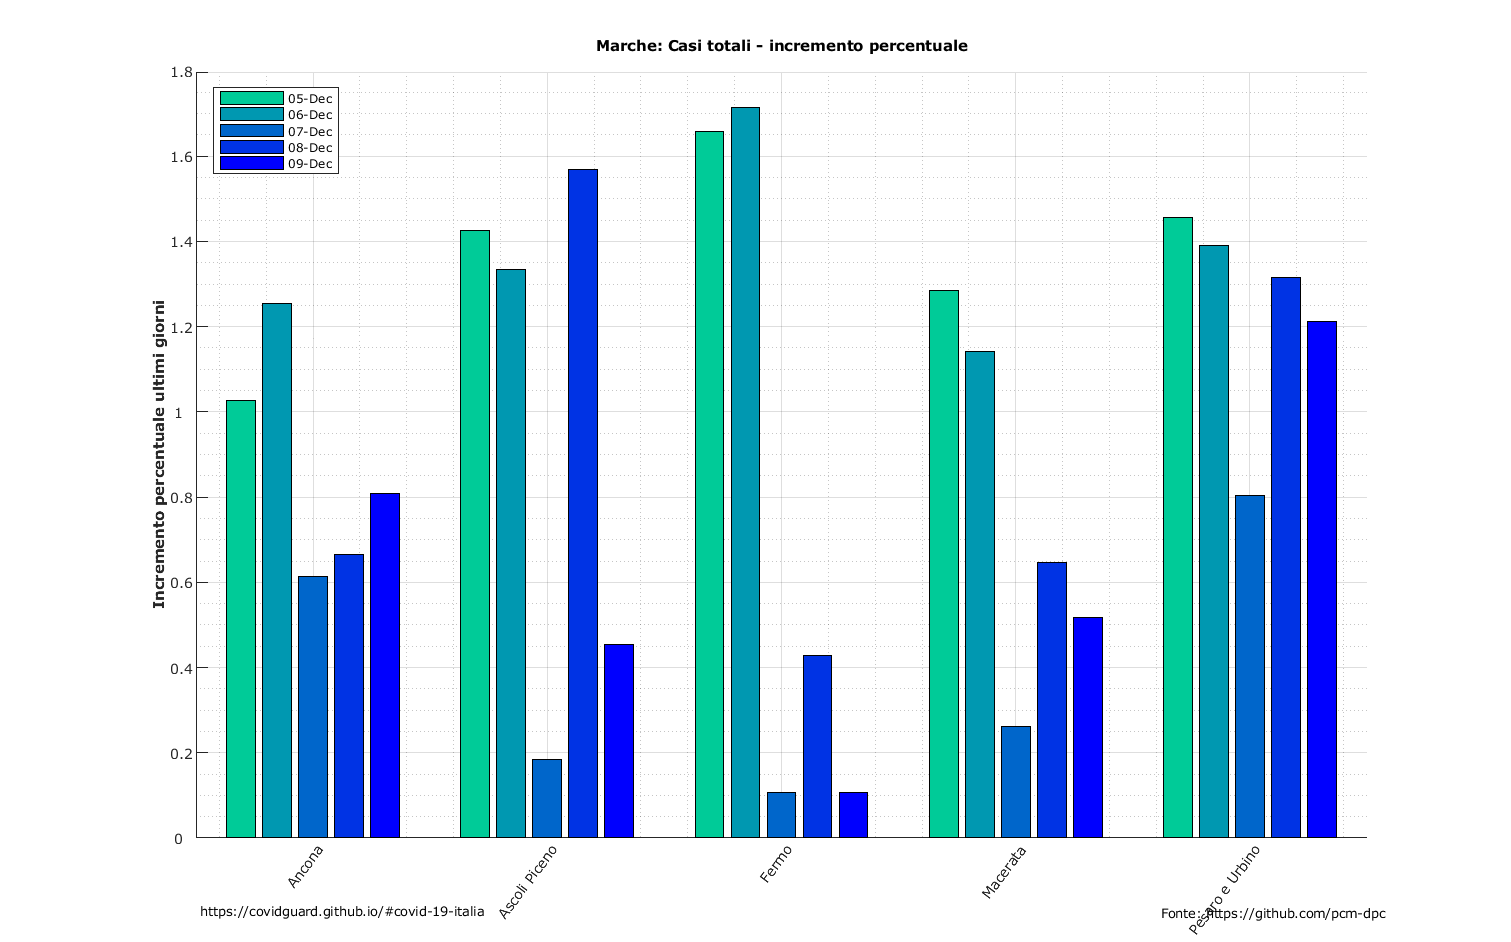 Marche: Casi totali - incremento percentuale
Incremento percentuale ultimi giorni
1.8
1.6
1.4
1.2
1
0.8
0.6
0.4
0.2
0
05-Dec
06-Dec
07-Dec
08-Dec
09-Dec
Ancona
Ascoli Piceno
Fermo
Macerata
Pesaro e Urbino
https://covidguard.github.io/#covid-19-italia
Fonte: https://github.com/pcm-dpc